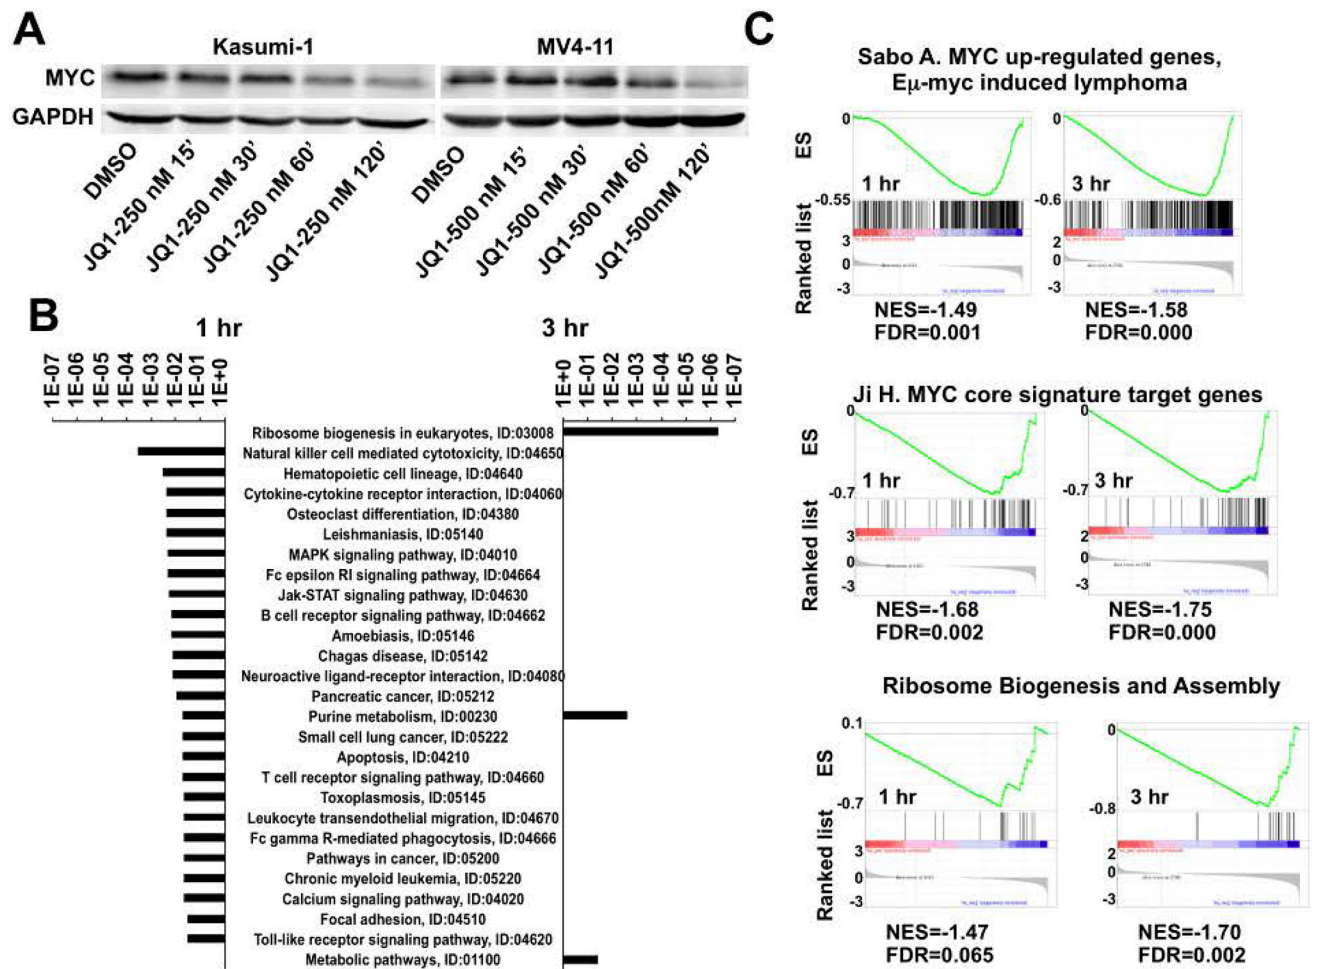 A
Kasumi-1
MV4-11
MYC
GAPDH
DMSO
JQ1-250 nM 15'
JQ1-250 nM 30'
JQ1-250 nM 60'
JQ1-250 nM 120'
DMSO
JQ1-500 nM 15'
JQ1-500 nM 30'
JQ1-500 nM 60'
JQ1-500nM 120'
B
1 hr
3 hr
1E-07
1E-06
1E-05
1E-04
1E-03
1E-02
1E-01
1E+0
1E+0
1E-01
1E-02
1E-03
1E-04
1E-05
1E-06
1E-07
Ribosome biogenesis in eukaryotes, ID:03008
Natural killer cell mediated cytotoxicity, ID:04650
Hematopoietic cell lineage, ID:04640
Cytokine-cytokine receptor interaction, ID:04060
Osteoclast differentiation, ID:04380
Leishmaniasis, ID:05140
MAPK signaling pathway, ID:04010
Fc epsilon RI signaling pathway, ID:04664
Jak-STAT signaling pathway, ID:04630
B cell receptor signaling pathway, ID:04662
Amoebiasis, ID:05146
Chagas disease, ID:05142
Neuroactive ligand-receptor interaction, ID:04080
Pancreatic cancer, ID:05212
Purine metabolism, ID:00230
Small cell lung cancer, ID:05222
Apoptosis, ID:04210
T cell receptor signaling pathway, ID:04660
Toxoplasmosis, ID:05145
Leukocyte transendothelial migration, ID:04670
Fc gamma R-mediated phagocytosis, ID:04666
Pathways in cancer, ID:05200
Chronic myeloid leukemia, ID:05220
Calcium signaling pathway, ID:04020
Focal adhesion, ID:04510
Toll-like receptor signaling pathway, ID:04620
Metabolic pathways, ID:01100
C
Sabo A. MYC up-regulated genes,
Eμ-myc induced lymphoma
ES
0
-0.55
1 hr
0
-0.6
3 hr
Ranked list
3
0
-3
2
0
-3
NES=-1.49
FDR=0.001
NES=-1.58
FDR=0.000
Ji H. MYC core signature target genes
ES
0
-0.7
1 hr
0
-0.7
3 hr
Ranked list
3
0
-3
2
0
-3
NES=-1.68
FDR=0.002
NES=-1.75
FDR=0.000
Ribosome Biogenesis and Assembly
ES
0.1
-0.7
1 hr
0
-0.8
3 hr
Ranked list
3
0
-3
2
0
-3
NES=-1.47
FDR=0.065
NES=-1.70
FDR=0.002